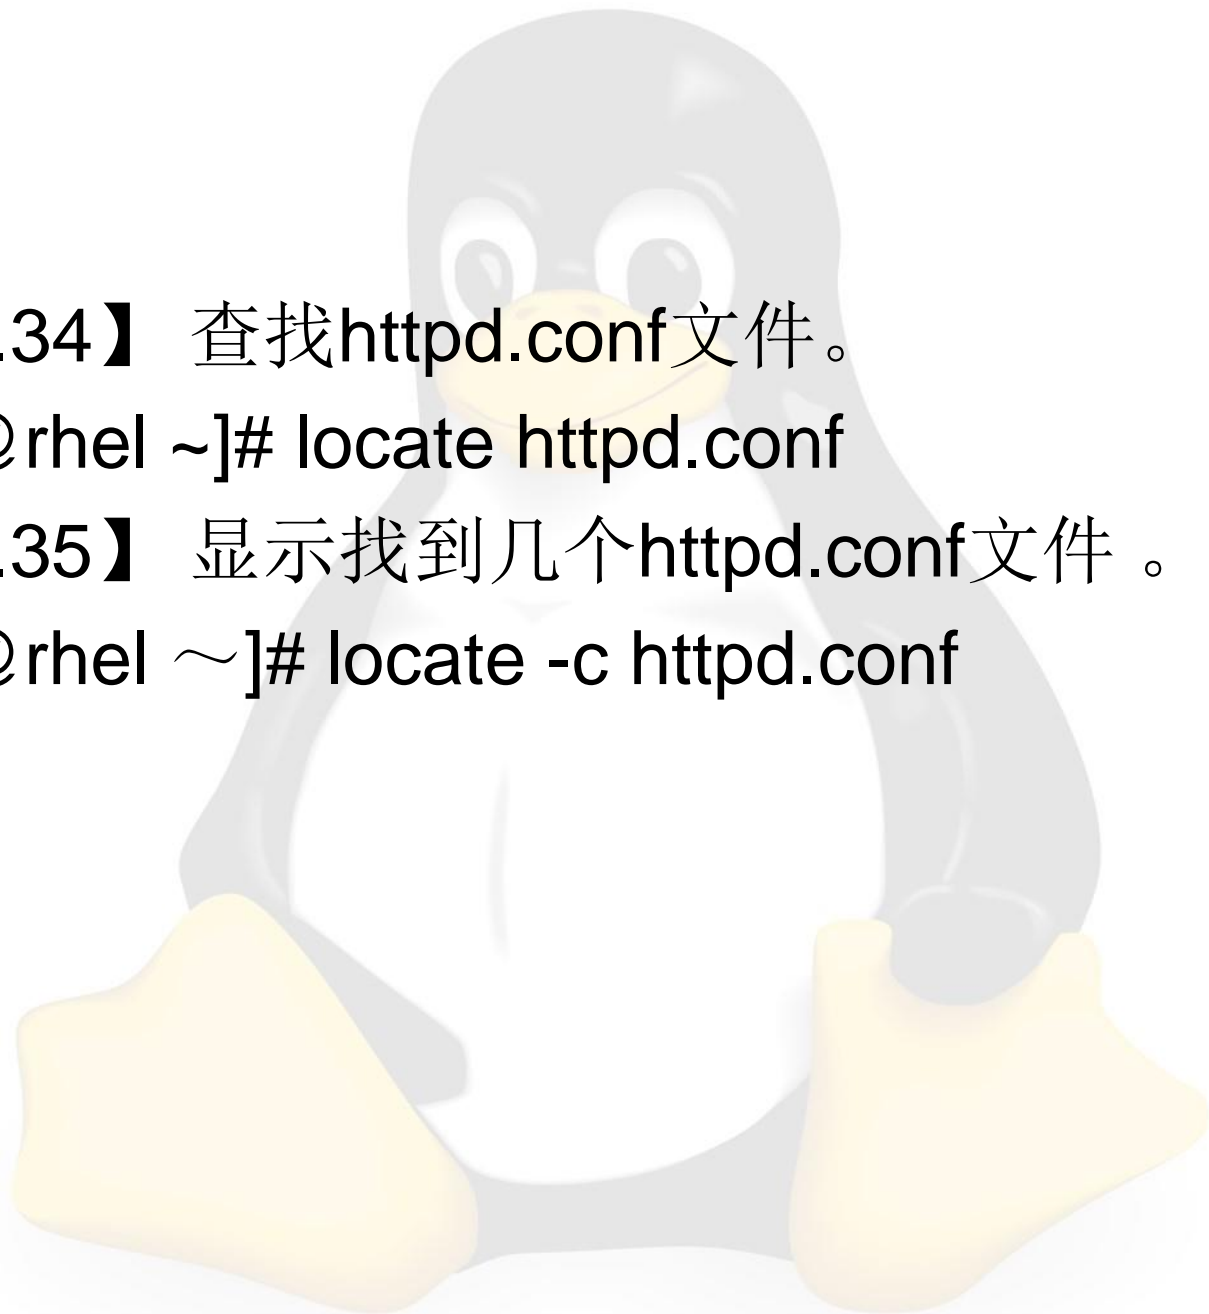 .34】 查找httpd.conf文件。
@rhel ~]# locate httpd.conf
.35】 显示找到几个httpd.conf文件 。
@rhel ～]# locate -c httpd.conf